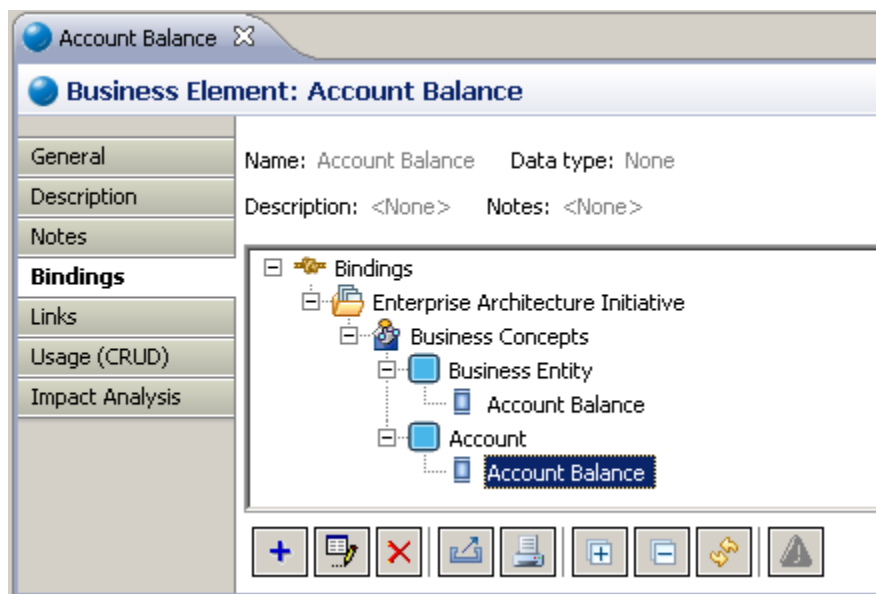 Account Balance
Business Element: Account Balance
General
Description
Notes
Bindings
Links
Usage (CRUD)
Impact Analysis
Name: Account Balance Data type: None
Description: <None> Notes: <None>
Bindings
Enterprise Architecture Initiative
Business Concepts
Business Entity
Account Balance
Account
Account Balance